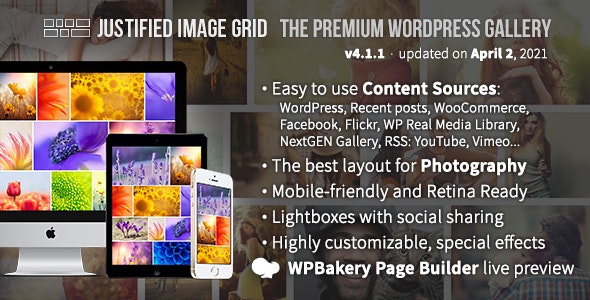 JUSTIFIED IMAGE GRID THE PREMIUM WORDPRESS GALLERY
v4.1.1 · updated on April 2, 2021
• Easy to use Content Sources:
WordPress, Recent posts, WooCommerce,
Facebook, Flickr, WP Real Media Library,
NextGEN Gallery, RSS: YouTube, Vimeo...
• The best layout for Photography
• Mobile-friendly and Retina Ready
• Lightboxes with social sharing
• Highly customizable, special effects
WPBakery Page Builder live preview